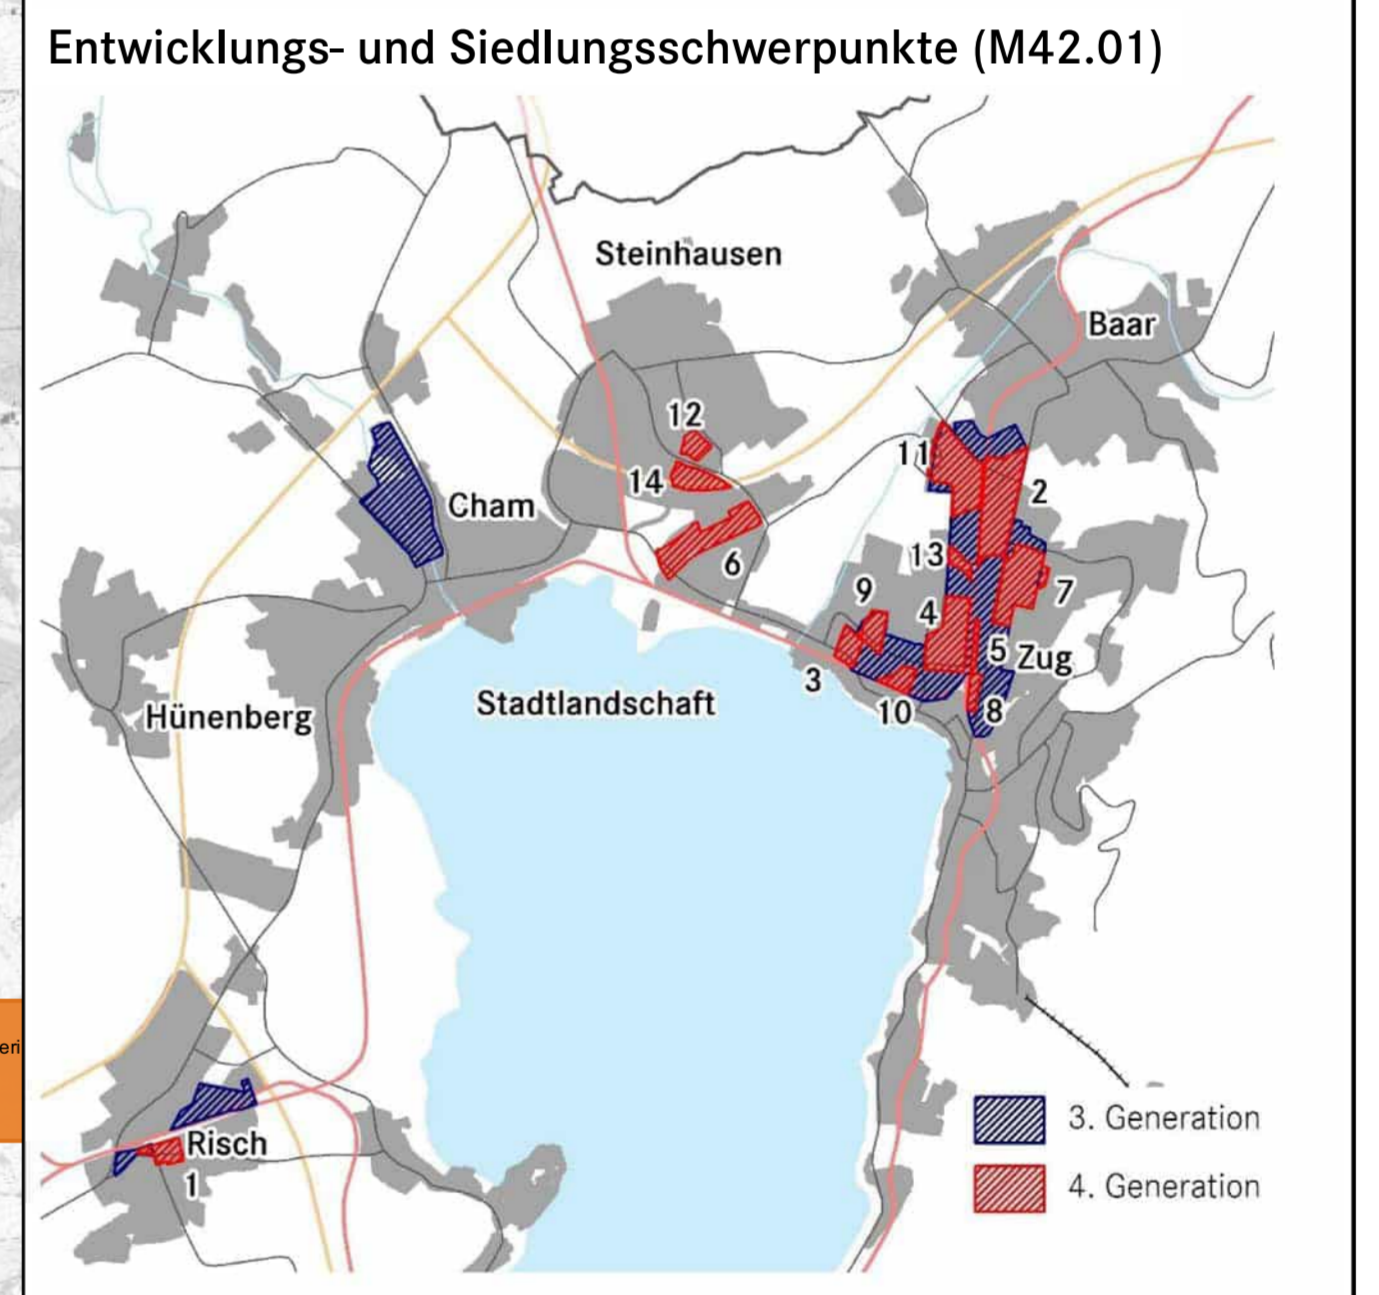 Entwicklungs- und Siedlungsschwerpunkte (M42.01)
Steinhausen
Baar
12
11
14
2
Cham
6
13
9
7
4
5 Zug
3
Stadtlandschaft
10
8
Hünenberg
eri
3. Generation
Risch
1
4. Generation